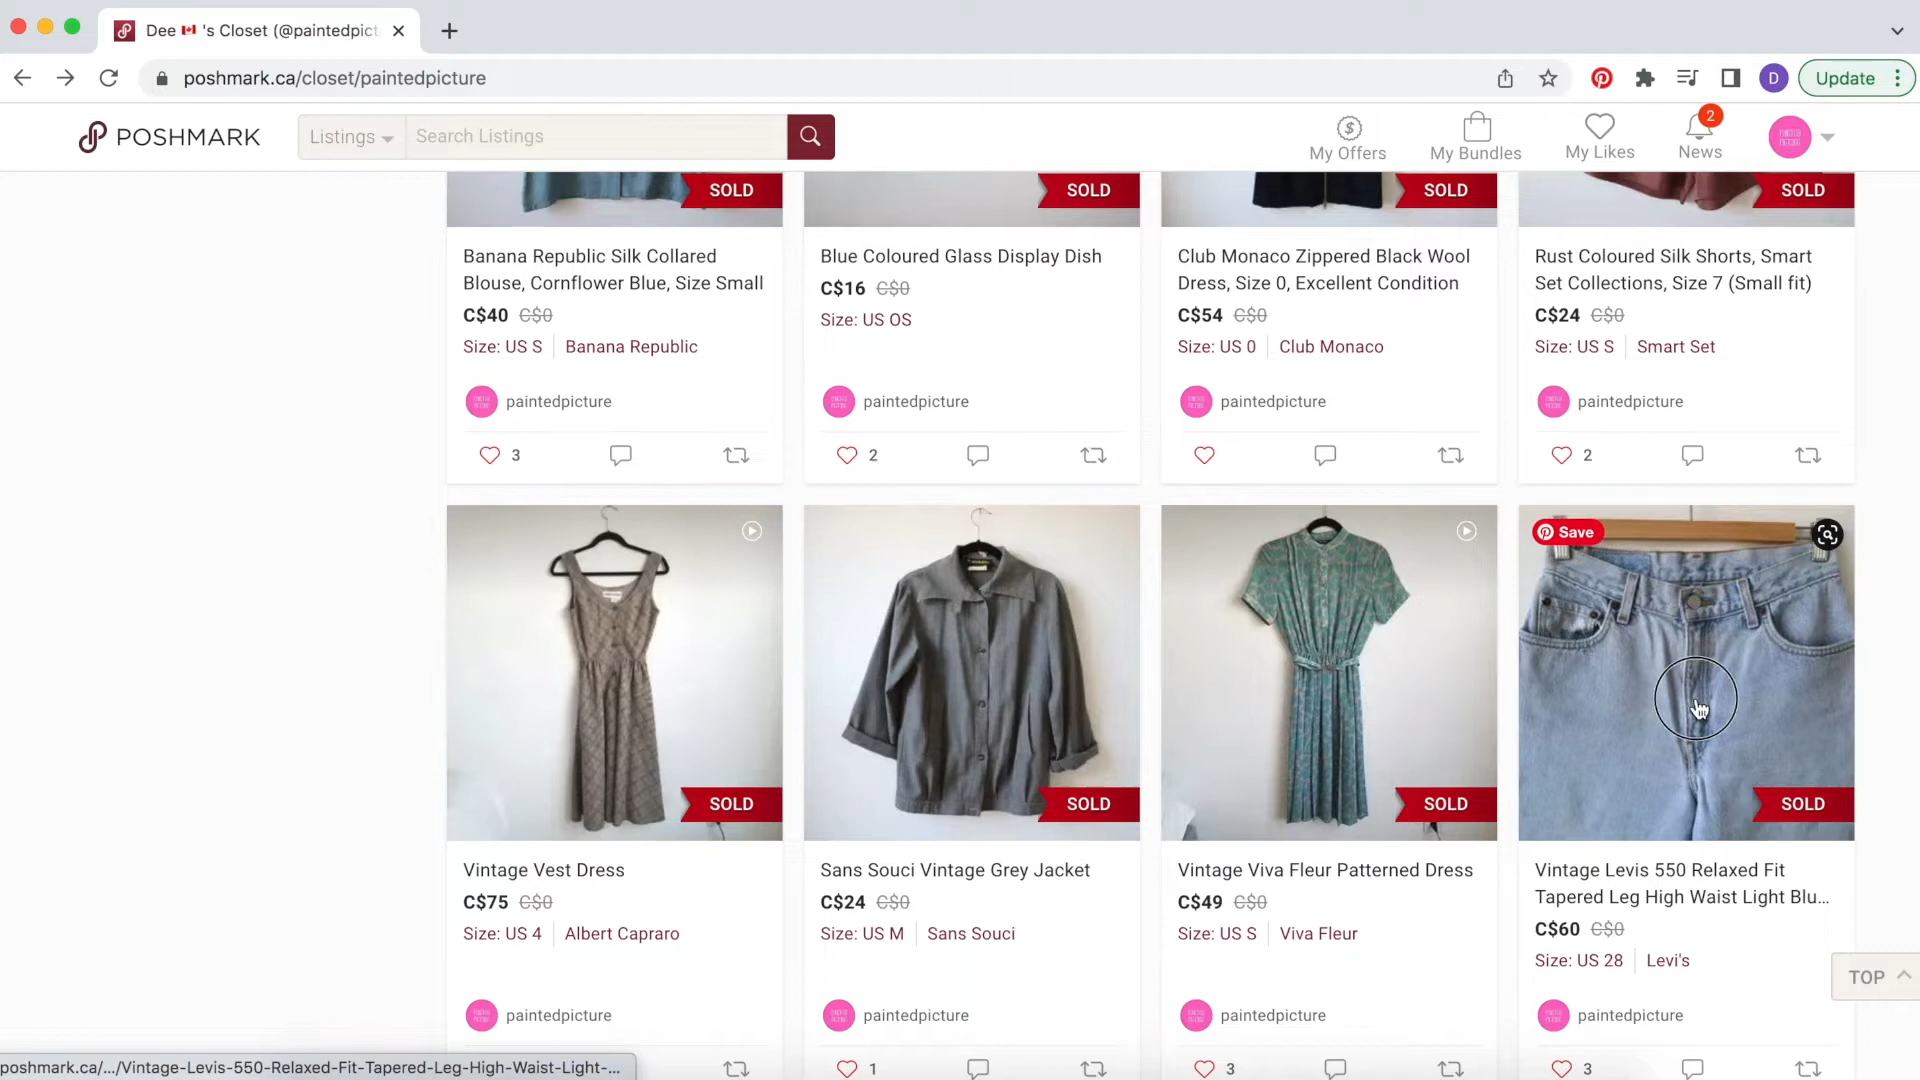 Dee 🇨🇦 's Closet (@paintedpict
poshmark.ca/closet/paintedpicture
D
Update
POSHMARK
Listings
Search Listings
My Offers
My Bundles
My Likes
2
News
SOLD
SOLD
SOLD
SOLD
Banana Republic Silk Collared
Blouse, Cornflower Blue, Size Small
C$40 C$0
Size: US S Banana Republic
paintedpicture
3
Blue Coloured Glass Display Dish
C$16 C$0
Size: US OS
paintedpicture
2
Club Monaco Zippered Black Wool
Dress, Size 0, Excellent Condition
C$54 C$0
Size: US 0 Club Monaco
paintedpicture
Rust Coloured Silk Shorts, Smart
Set Collections, Size 7 (Small fit)
C$24 C$0
Size: US S Smart Set
paintedpicture
2
Save
SOLD
SOLD
SOLD
SOLD
Vintage Vest Dress
C$75 C$0
Size: US 4 Albert Capraro
paintedpicture
Sans Souci Vintage Grey Jacket
C$24 C$0
Size: US M Sans Souci
paintedpicture
1
Vintage Viva Fleur Patterned Dress
C$49 C$0
Size: US S Viva Fleur
paintedpicture
3
Vintage Levis 550 Relaxed Fit
Tapered Leg High Waist Light Blu...
C$60 C$0
Size: US 28 Levi's
paintedpicture
3
TOP
poshmark.ca/.../Vintage-Levis-550-Relaxed-Fit-Tapered-Leg-High-Waist-Light-...